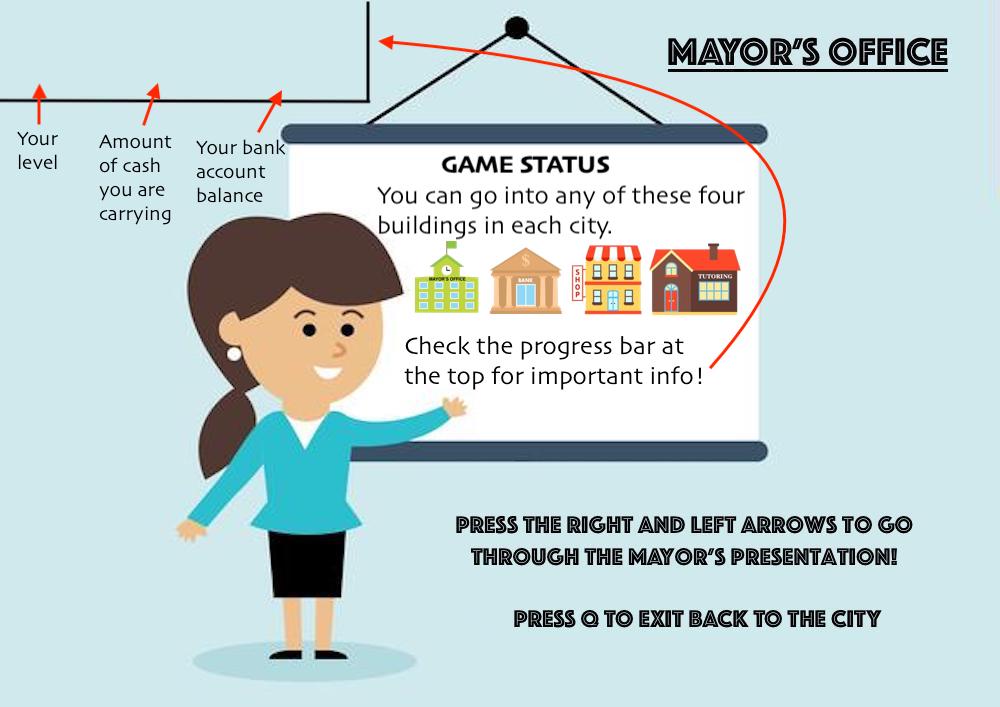 MAYOR'S OFFICE
Your
level
Amount
of cash
you are
carrying
Your bank
account
balance
GAME STATUS
You can go into any of these four
buildings in each city.
MAYOR'S OFFICE
$
BANK
SHOP
TUTORING
Check the progress bar at
the top for important info!
PRESS THE RIGHT AND LEFT ARROWS TO GO
THROUGH THE MAYOR'S PRESENTATION!
PRESS Q TO EXIT BACK TO THE CITY